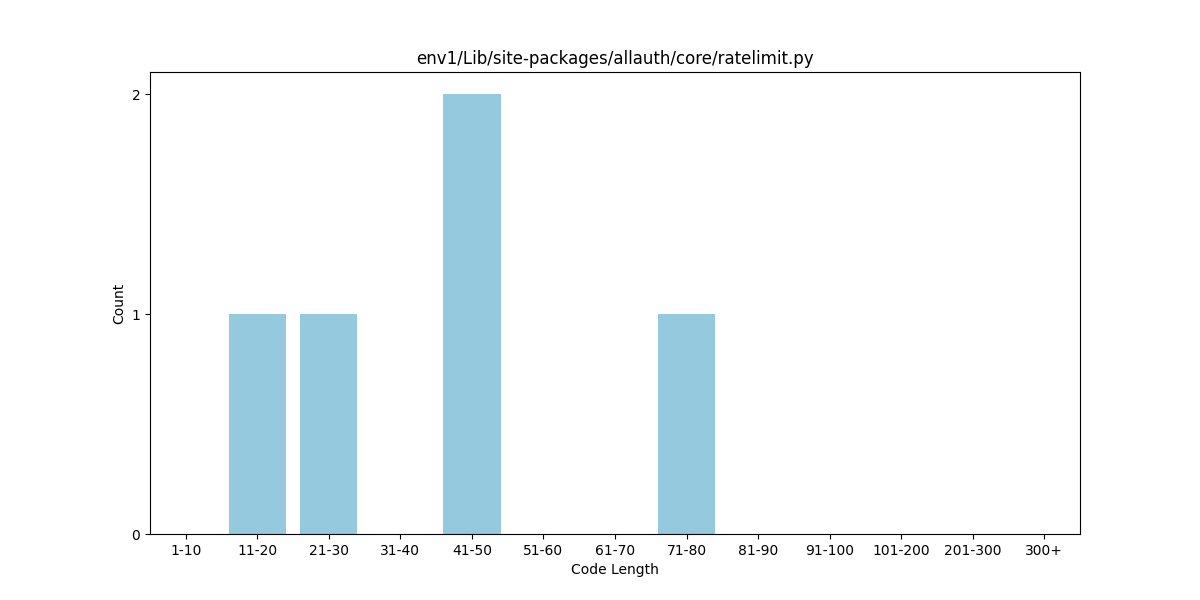 env1/Lib/site-packages/allauth/core/ratelimit.py
2
1
0
Count
1-10 11-20 21-30 31-40 41-50 51-60 61-70 71-80 81-90 91-100 101-200 201-300 300+
Code Length